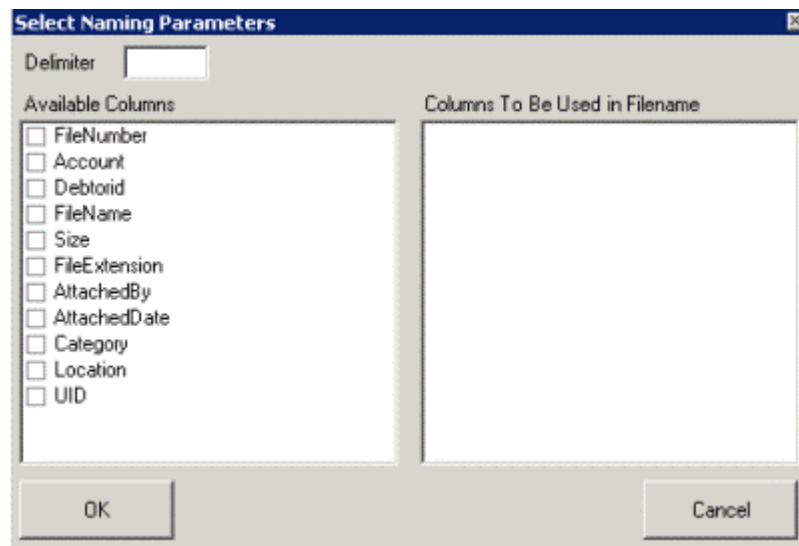 Select Naming Parameters
Delimiter
Available Columns
Columns To Be Used in Filename
FileNumber
Account
Debtorid
FileName
Size
FileExtension
AttachedBy
AttachedDate
Category
Location
UID
OK
Cancel